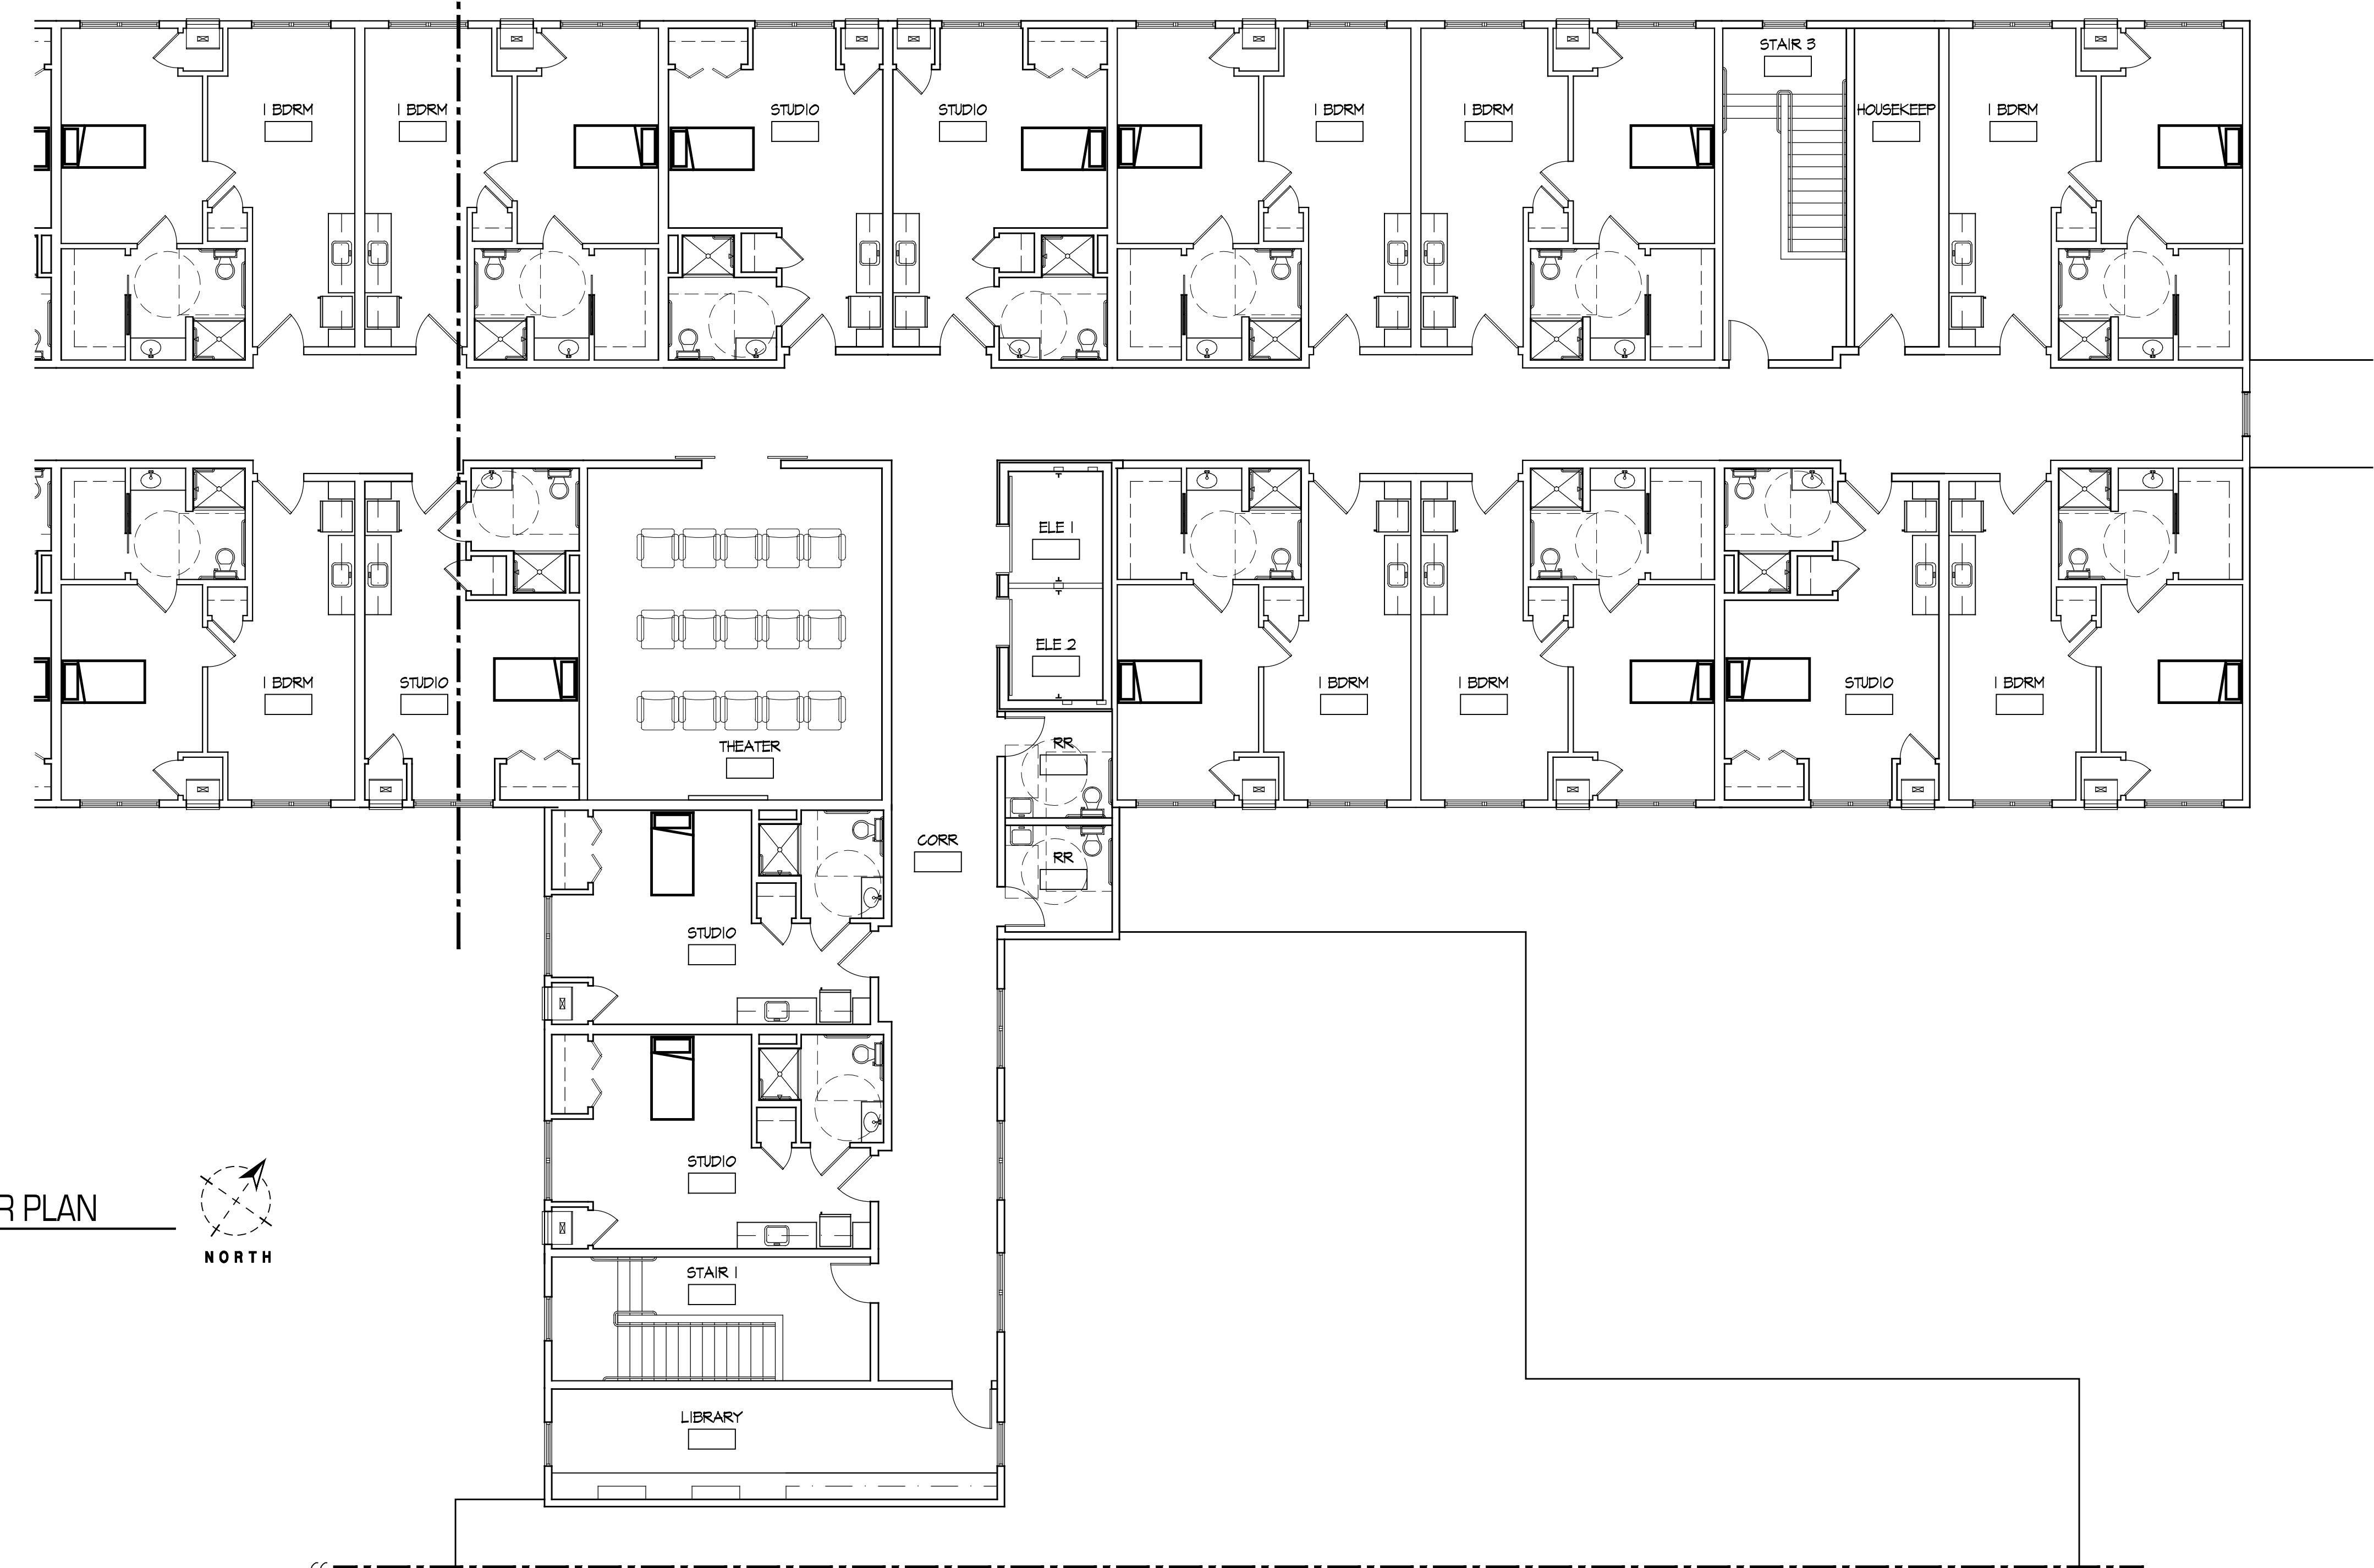 STAIR 3
1 BDRM
1 BDRM
STUDIO
STUDIO
1 BDRM
1 BDRM
HOUSEKEEP
1 BDRM
ELE 1
ELE 2
1 BDRM
STUDIO
1 BDRM
1 BDRM
STUDIO
1 BDRM
THEATER
RR
CORR
RR
STUDIO
STUDIO
R PLAN
NORTH
STAIR 1
LIBRARY